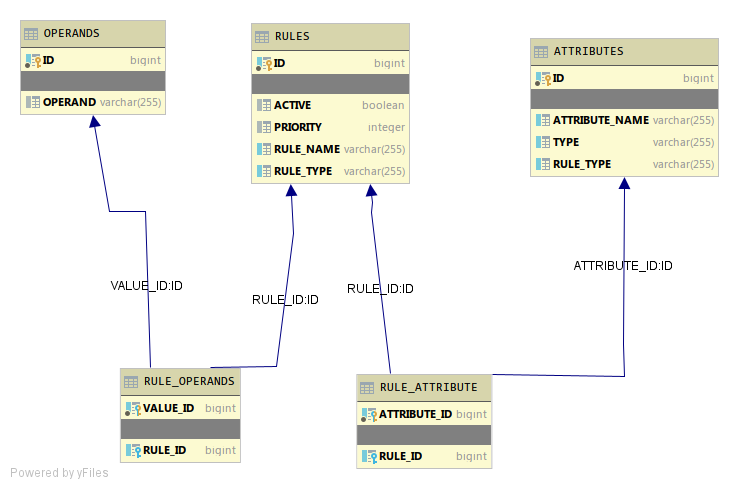 OPERANDS
ID bigint
OPERAND varchar(255)
RULES
ID bigint
ACTIVE boolean
PRIORITY integer
RULE_NAME varchar(255)
RULE_TYPE varchar(255)
ATTRIBUTES
ID bigint
ATTRIBUTE_NAME varchar(255)
TYPE varchar(255)
RULE_TYPE varchar(255)
VALUE_ID:ID
RULE_ID:ID
RULE_ID:ID
ATTRIBUTE_ID:ID
RULE_OPERANDS
VALUE_ID bigint
RULE_ID bigint
RULE_ATTRIBUTE
ATTRIBUTE_ID bigint
RULE_ID bigint
Powered by yFiles